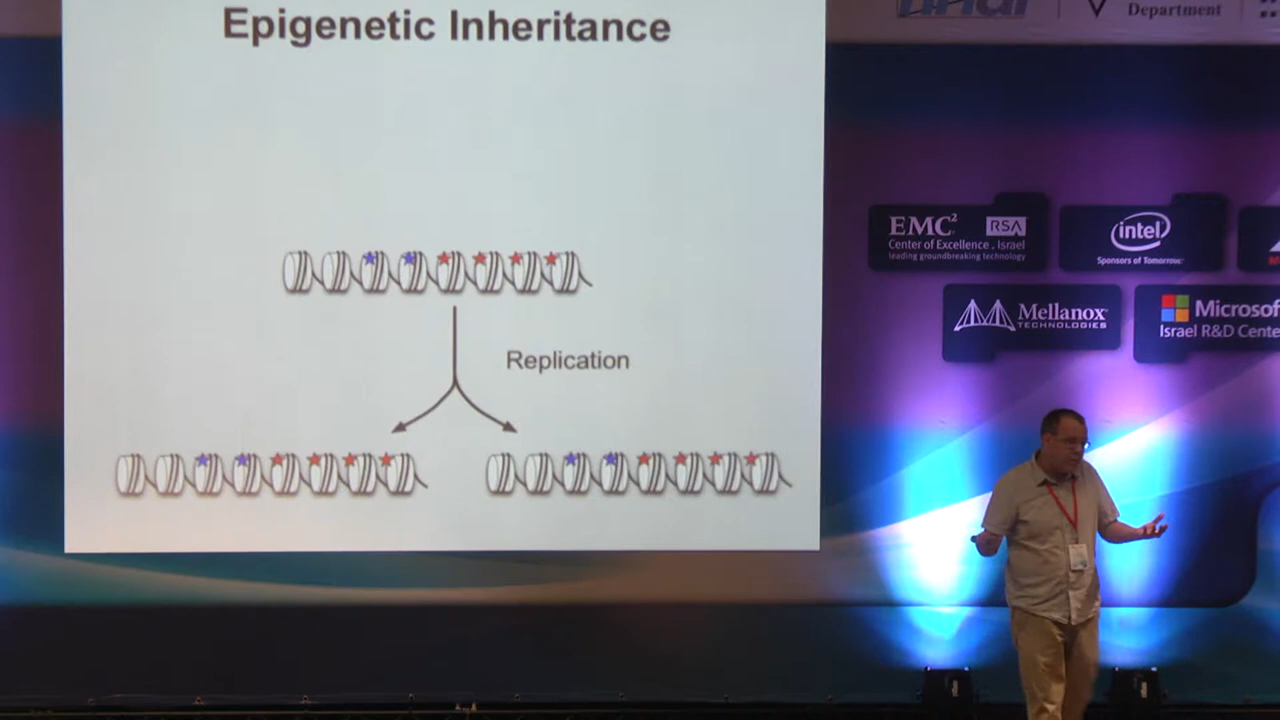 Epigenetic Inheritance
Replication
Department
EMC²
RSA
Center of Excellence . Israel
leading groundbreaking technology
intel
Sponsors of Tomorrow
Mellanox
TECHNOLOGIES
Microsof
Israel R&D Cente